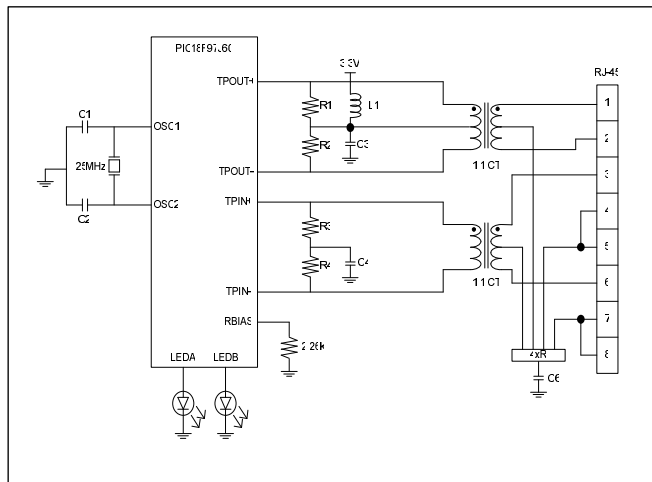 PIC18F97J60
3.3V
RJ-45
TPOUT+
C1
R1
L1
1
OSC1
25MHz
R2
C3
2
TPOUT-
1:1 CT
3
OSC2
TPIN+
C2
R3
4
R4
C4
5
1:1 CT
6
TPIN-
RBIAS
7
2.26k
LEDA
LEDB
4xR
8
C6